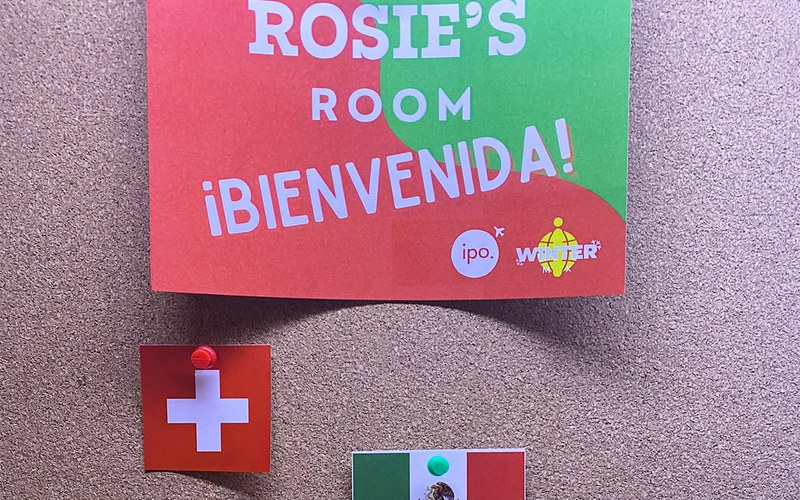 ROSIE'S
ROOM
¡BIENVENIDA!
ipo.
WINTER